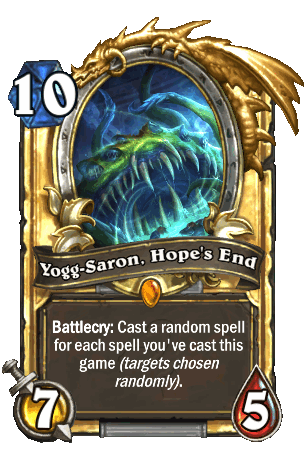 10
Yogg-Saron, Hope's End
Battlecry: Cast a random spell
for each spell you've cast this
game (targets chosen
randomly).
7
5